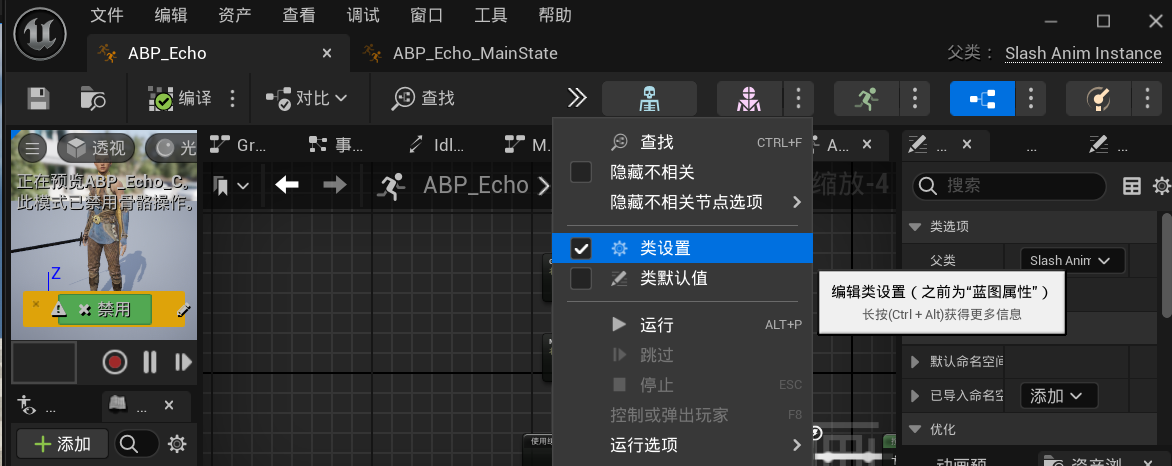 文件 编辑 资产 查看 调试 窗口 工具 帮助
ABP_Echo ABP_Echo_MainState 父类： Slash Anim Instance
编译 对比 查找
透视 光 Gr... 事... Idl... M... A... ... ... ...
正在预览ABP_Echo_C。
此模式已禁用骨骼操作。
ABP_Echo 缩放-4 搜索
Z
禁用
... ...
添加
查找 CTRL+F
隐藏不相关
隐藏不相关节点选项
类设置
类默认值
运行 ALT+P
跳过
停止 ESC
控制或弹出玩家 F8
运行选项
编辑类设置（之前为“蓝图属性”）
长按(Ctrl + Alt)获得更多信息
类选项
父类 Slash Anim
默认命名空间
已导入命名空 添加
优化